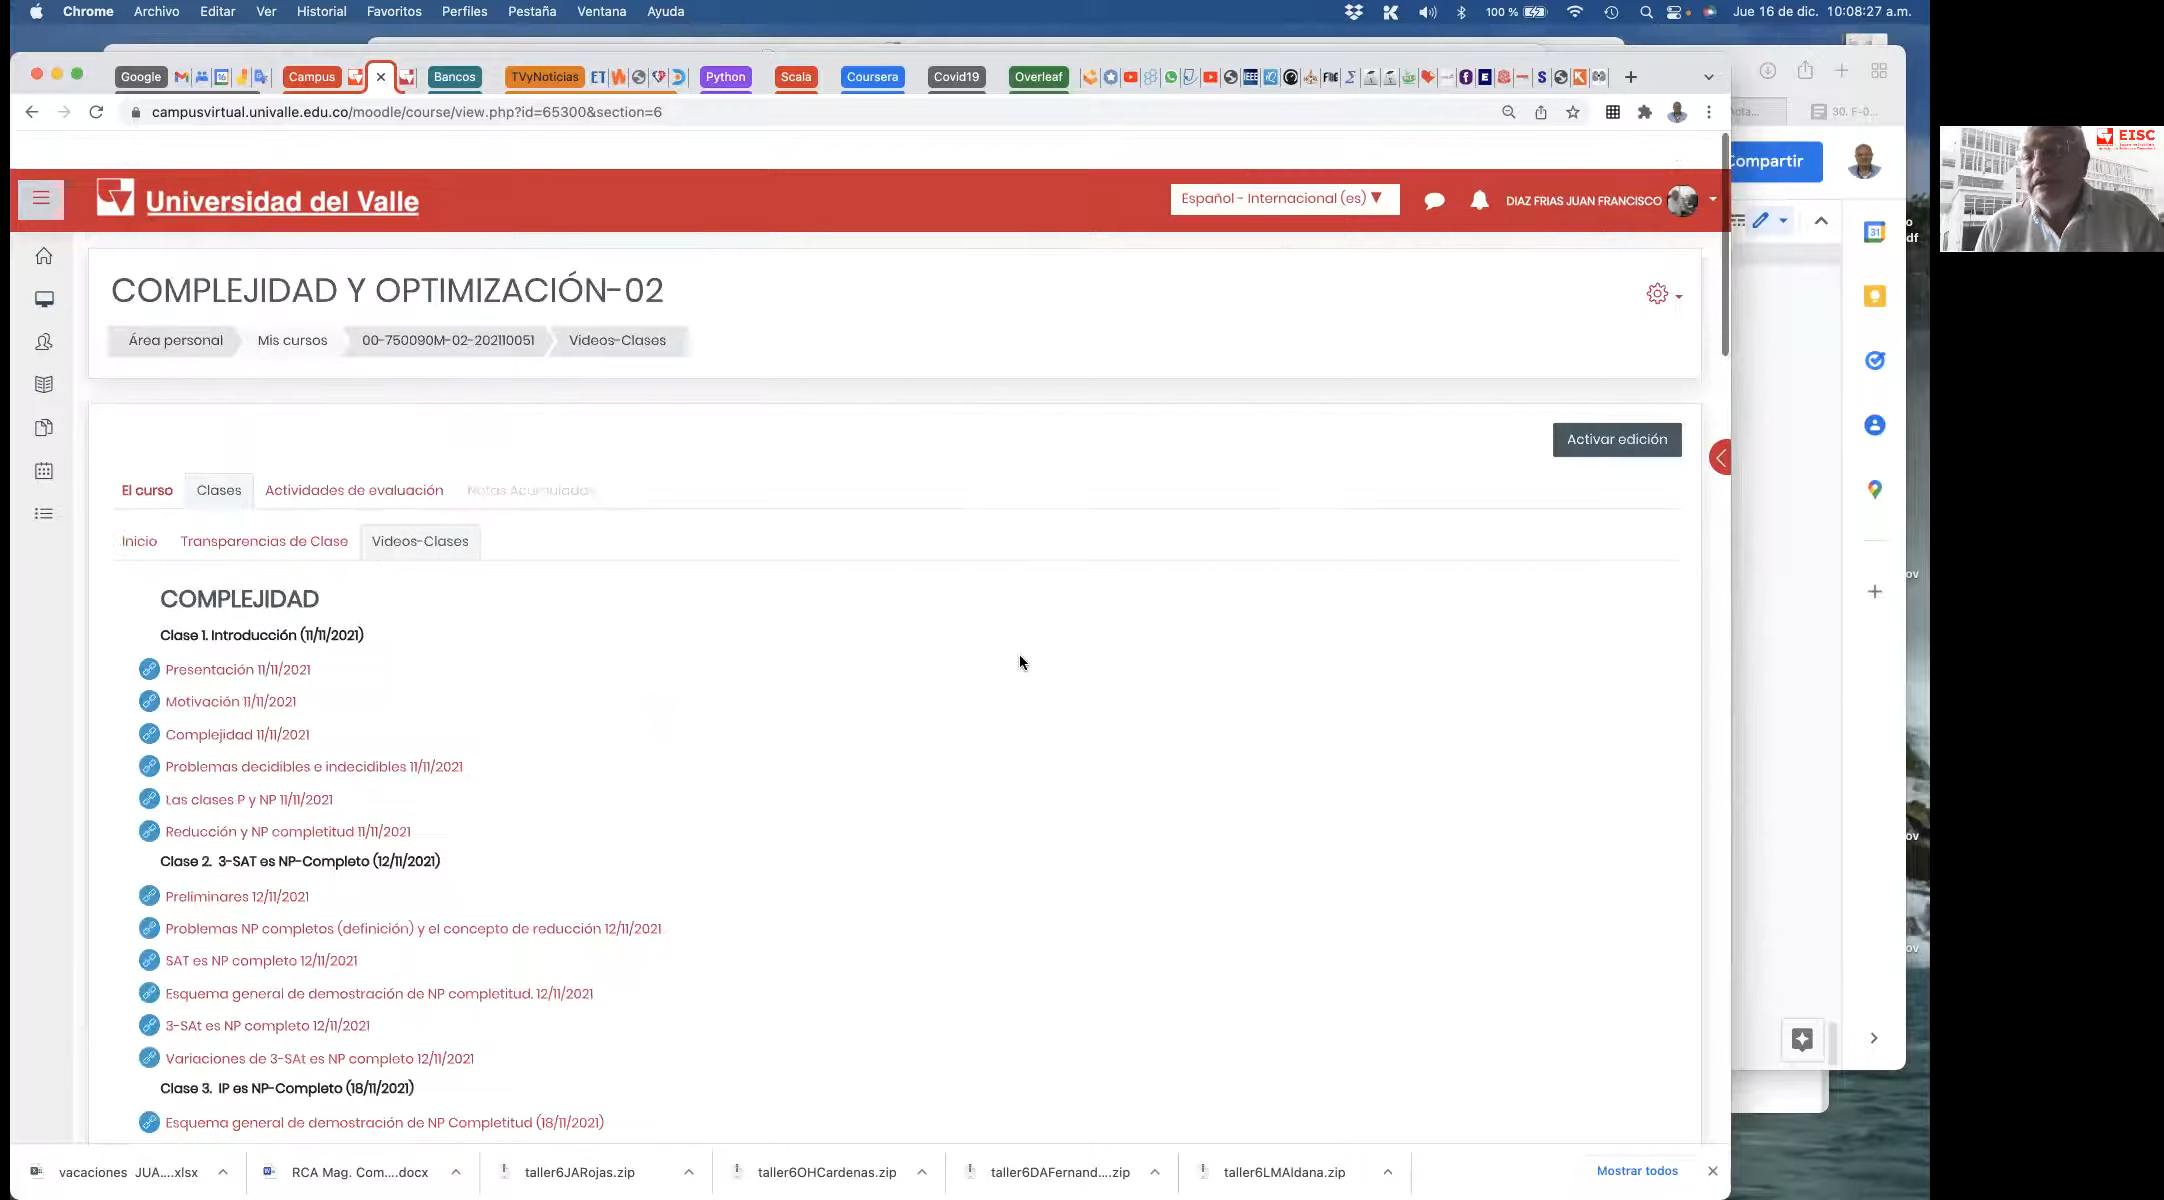 Chrome Archivo Editar Ver Historial Favoritos Perfiles Pestaña Ventana Ayuda 100 % Jue 16 de dic. 10:08:27 a.m.
Google Campus Bancos TVyNoticias Python Scala Coursera Covid19 Overleaf
campusvirtual.univalle.edu.co/moodle/course/view.php?id=65300&section=6
30. F-0...
Compartir
EISC
Universidad del Valle
Español - Internacional (es)
DIAZ FRIAS JUAN FRANCISCO
COMPLEJIDAD Y OPTIMIZACIÓN-02
Área personal Mis cursos 00-750090M-02-202110051 Videos-Clases
Activar edición
El curso Clases Actividades de evaluación Notas Acumuladas
Inicio Transparencias de Clase Videos-Clases
COMPLEJIDAD
Clase 1. Introducción (11/11/2021)
Presentación 11/11/2021
Motivación 11/11/2021
Complejidad 11/11/2021
Problemas decidibles e indecidibles 11/11/2021
Las clases P y NP 11/11/2021
Reducción y NP completitud 11/11/2021
Clase 2. 3-SAT es NP-Completo (12/11/2021)
Preliminares 12/11/2021
Problemas NP completos (definición) y el concepto de reducción 12/11/2021
SAT es NP completo 12/11/2021
Esquema general de demostración de NP completitud. 12/11/2021
3-SAt es NP completo 12/11/2021
Variaciones de 3-SAt es NP completo 12/11/2021
Clase 3. IP es NP-Completo (18/11/2021)
Esquema general de demostración de NP Completitud (18/11/2021)
vacaciones JUA....xlsx RCA Mag. Com....docx taller6JARojas.zip taller6OHCardenas.zip taller6DAFernand....zip taller6LMAldana.zip Mostrar todos